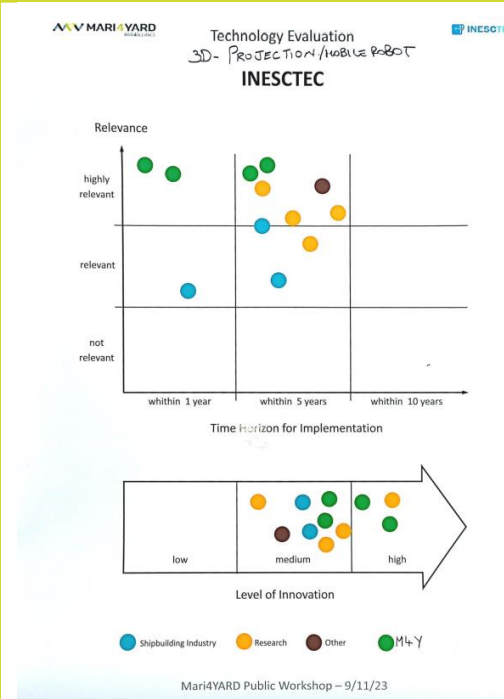 MARI4YARD
Technology Evaluation
INESCTE
3D- PROJECTION/MOBILE ROBOT
INESCTEC
Relevance
highly
relevant
relevant
not
relevant
whithin 1 year
whithin 5 years
whithin 10 years
Time Horizon for Implementation
low
medium
high
Level of Innovation
Shipbuilding Industry
Research
Other
M4Y
Mari4YARD Public Workshop – 9/11/23